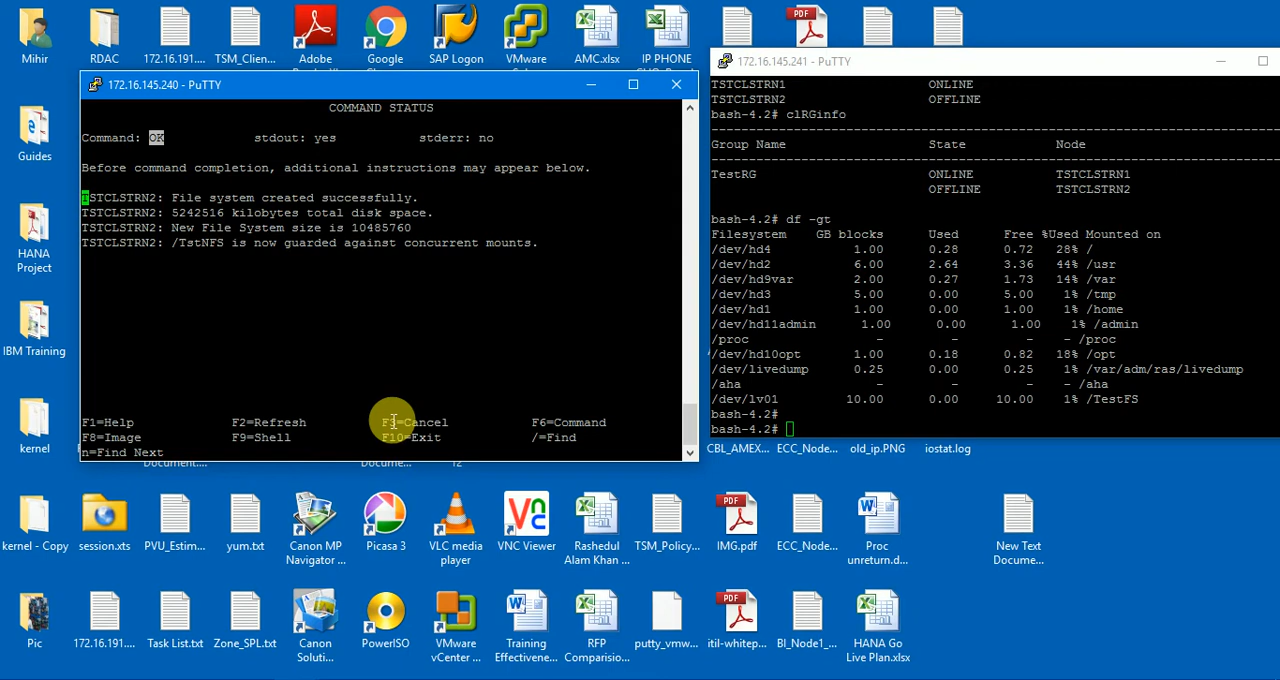 Mihir
RDAC
172.16.191....
TSM_Clien...
Adobe
Google
SAP Logon
VMware
AMC.xlsx
IP PHONE
PDF
172.16.145.240 - PuTTY
COMMAND STATUS
Command: OK stdout: yes stderr: no
Before command completion, additional instructions may appear below.
TSTCLSTRN2: File system created successfully.
TSTCLSTRN2: 5242516 kilobytes total disk space.
TSTCLSTRN2: New File System size is 10485760
TSTCLSTRN2: /TstNFS is now guarded against concurrent mounts.
F1=Help F2=Refresh F3=Cancel F6=Command
F8=Image F9=Shell F10=Exit /=Find
n=Find Next
172.16.145.241 - PuTTY
TSTCLSTRN1 ONLINE
TSTCLSTRN2 OFFLINE
bash-4.2# clRGinfo
-----------------------------------------------------------------------------
Group Name State Node
-----------------------------------------------------------------------------
TestRG ONLINE TSTCLSTRN1
OFFLINE TSTCLSTRN2
bash-4.2# df -gt
Filesystem GB blocks Used Free %Used Mounted on
/dev/hd4 1.00 0.28 0.72 28% /
/dev/hd2 6.00 2.64 3.36 44% /usr
/dev/hd9var 2.00 0.27 1.73 14% /var
/dev/hd3 5.00 0.00 5.00 1% /tmp
/dev/hd1 1.00 0.00 1.00 1% /home
/dev/hd11admin 1.00 0.00 1.00 1% /admin
/proc - - - - /proc
/dev/hd10opt 1.00 0.18 0.82 18% /opt
/dev/livedump 0.25 0.00 0.25 1% /var/adm/ras/livedump
/aha - - - - /aha
/dev/lv01 10.00 0.00 10.00 1% /TestFS
bash-4.2#
bash-4.2#
Guides
HANA
Project
IBM Training
kernel
Docume...
CBL_AMEX...
ECC_Node...
old_ip.PNG
iostat.log
kernel - Copy
session.xts
PVU_Estim...
yum.txt
Canon MP
Navigator ...
Picasa 3
VLC media
player
VNC Viewer
Rashedul
Alam Khan ...
TSM_Policy...
PDF
IMG.pdf
ECC_Node...
Proc
unreturn.d...
New Text
Docume...
Pic
172.16.191....
Task List.txt
Zone_SPL.txt
Canon
Soluti...
PowerISO
VMware
vCenter ...
Training
Effectivene...
RFP
Comparisio...
putty_vmw...
PDF
itil-whitep...
BI_Node1_...
HANA Go
Live Plan.xlsx